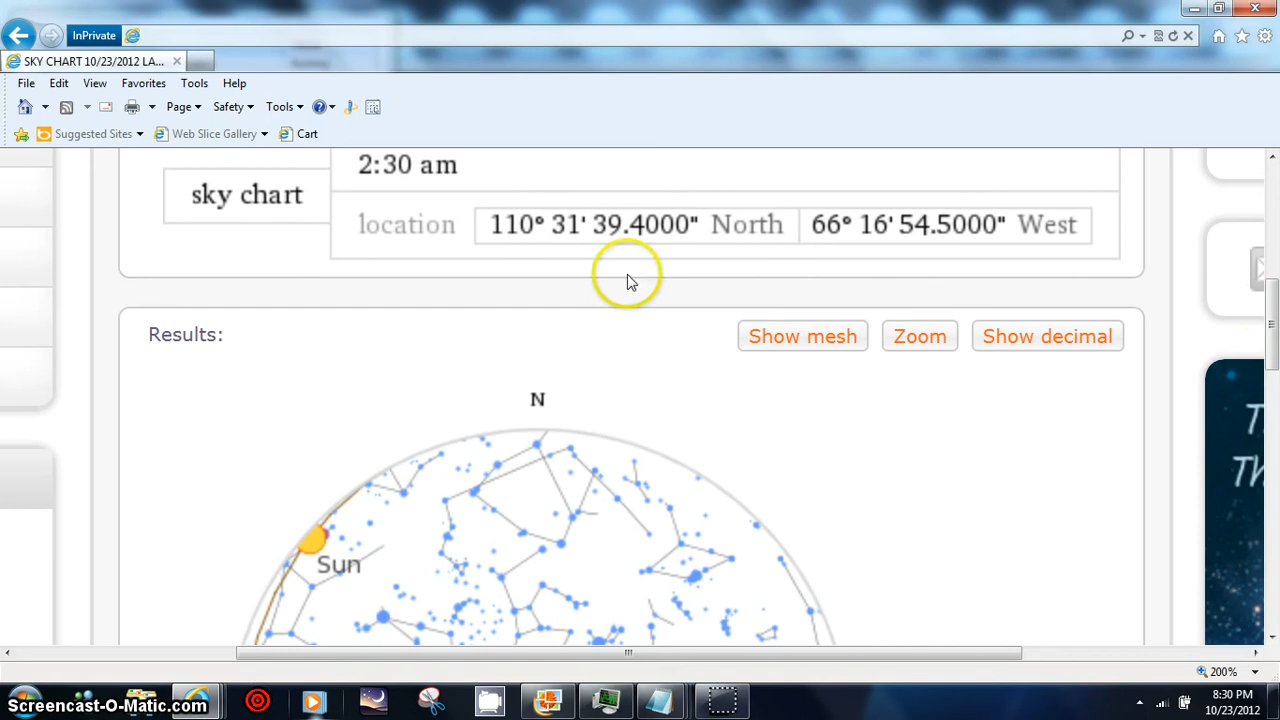 InPrivate
SKY CHART 10/23/2012 LA...
File Edit View Favorites Tools Help
Page Safety Tools
Suggested Sites Web Slice Gallery Cart
2:30 am
sky chart
location 110° 31' 39.4000" North 66° 16' 54.5000" West
Results: Show mesh Zoom Show decimal
N
Sun
200%
Screencast-O-Matic.com
8:30 PM
10/23/2012